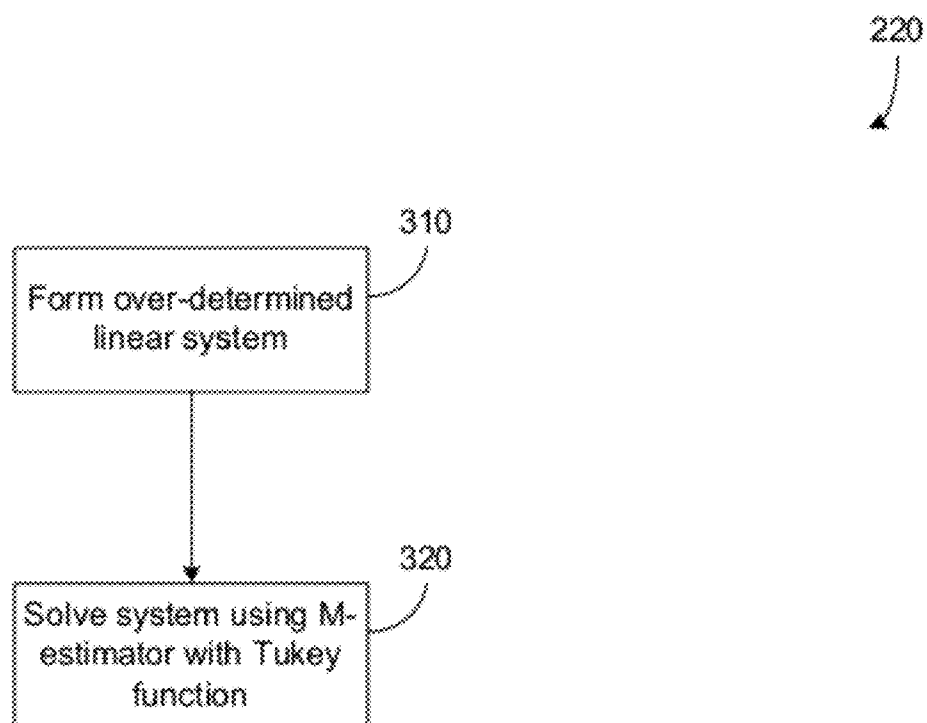 220
310
Form over-determined
linear system
320
Solve system using M-
estimator with Tukey
function